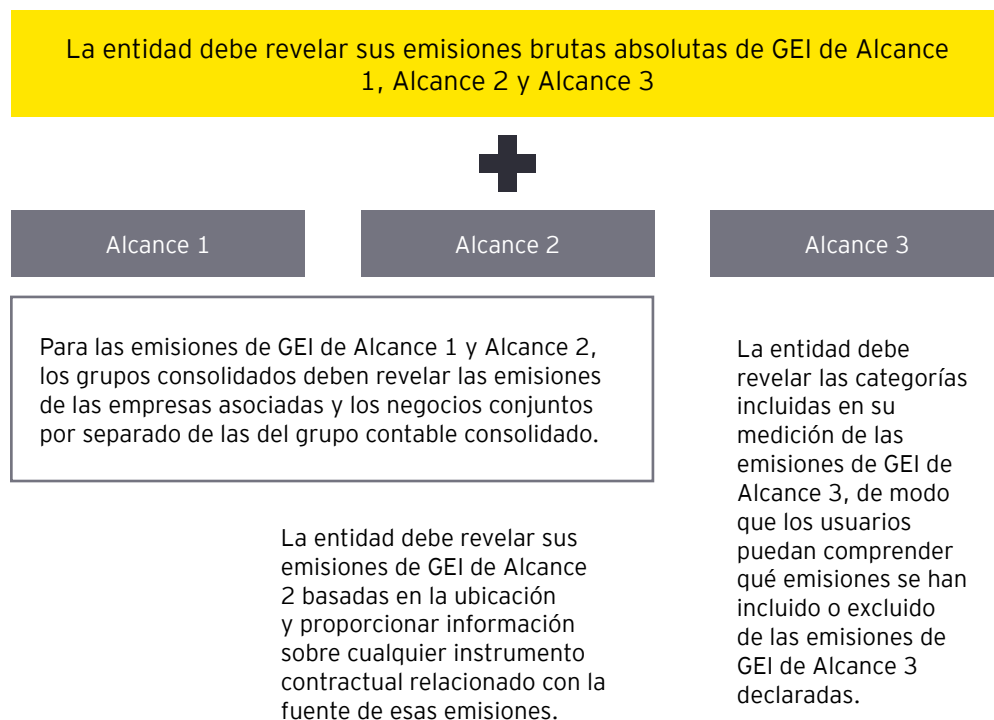 La entidad debe revelar sus emisiones brutas absolutas de GEI de Alcance
1, Alcance 2 y Alcance 3
Alcance 1
Alcance 2
Alcance 3
Para las emisiones de GEI de Alcance 1 y Alcance 2,
los grupos consolidados deben revelar las emisiones
de las empresas asociadas y los negocios conjuntos
por separado de las del grupo contable consolidado.
La entidad debe revelar sus
emisiones de GEI de Alcance
2 basadas en la ubicación
y proporcionar información
sobre cualquier instrumento
contractual relacionado con la
fuente de esas emisiones.
La entidad debe
revelar las categorías
incluidas en su
medición de las
emisiones de GEI de
Alcance 3, de modo
que los usuarios
puedan comprender
qué emisiones se han
incluido o excluido
de las emisiones de
GEI de Alcance 3
declaradas.